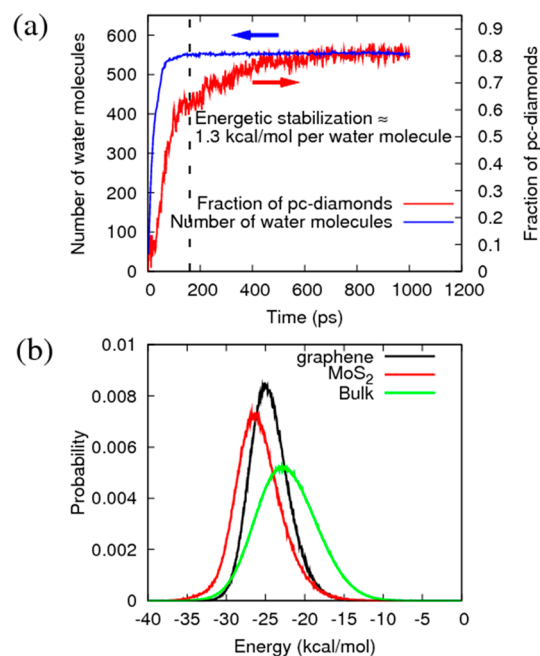 (a)
Number of water molecules
600
500
400
300
200
100
0
0.9
0.8
0.7
0.6
0.5
0.4
0.3
0.2
0.1
0
Fraction of pc-diamonds
Energetic stabilization ≈
1.3 kcal/mol per water molecule
Fraction of pc-diamonds
Number of water molecules
0 200 400 600 800 1000 1200
Time (ps)
(b)
Probability
0.01
0.008
0.006
0.004
0.002
0
graphene
MoS₂
Bulk
-40 -35 -30 -25 -20 -15 -10 -5 0
Energy (kcal/mol)